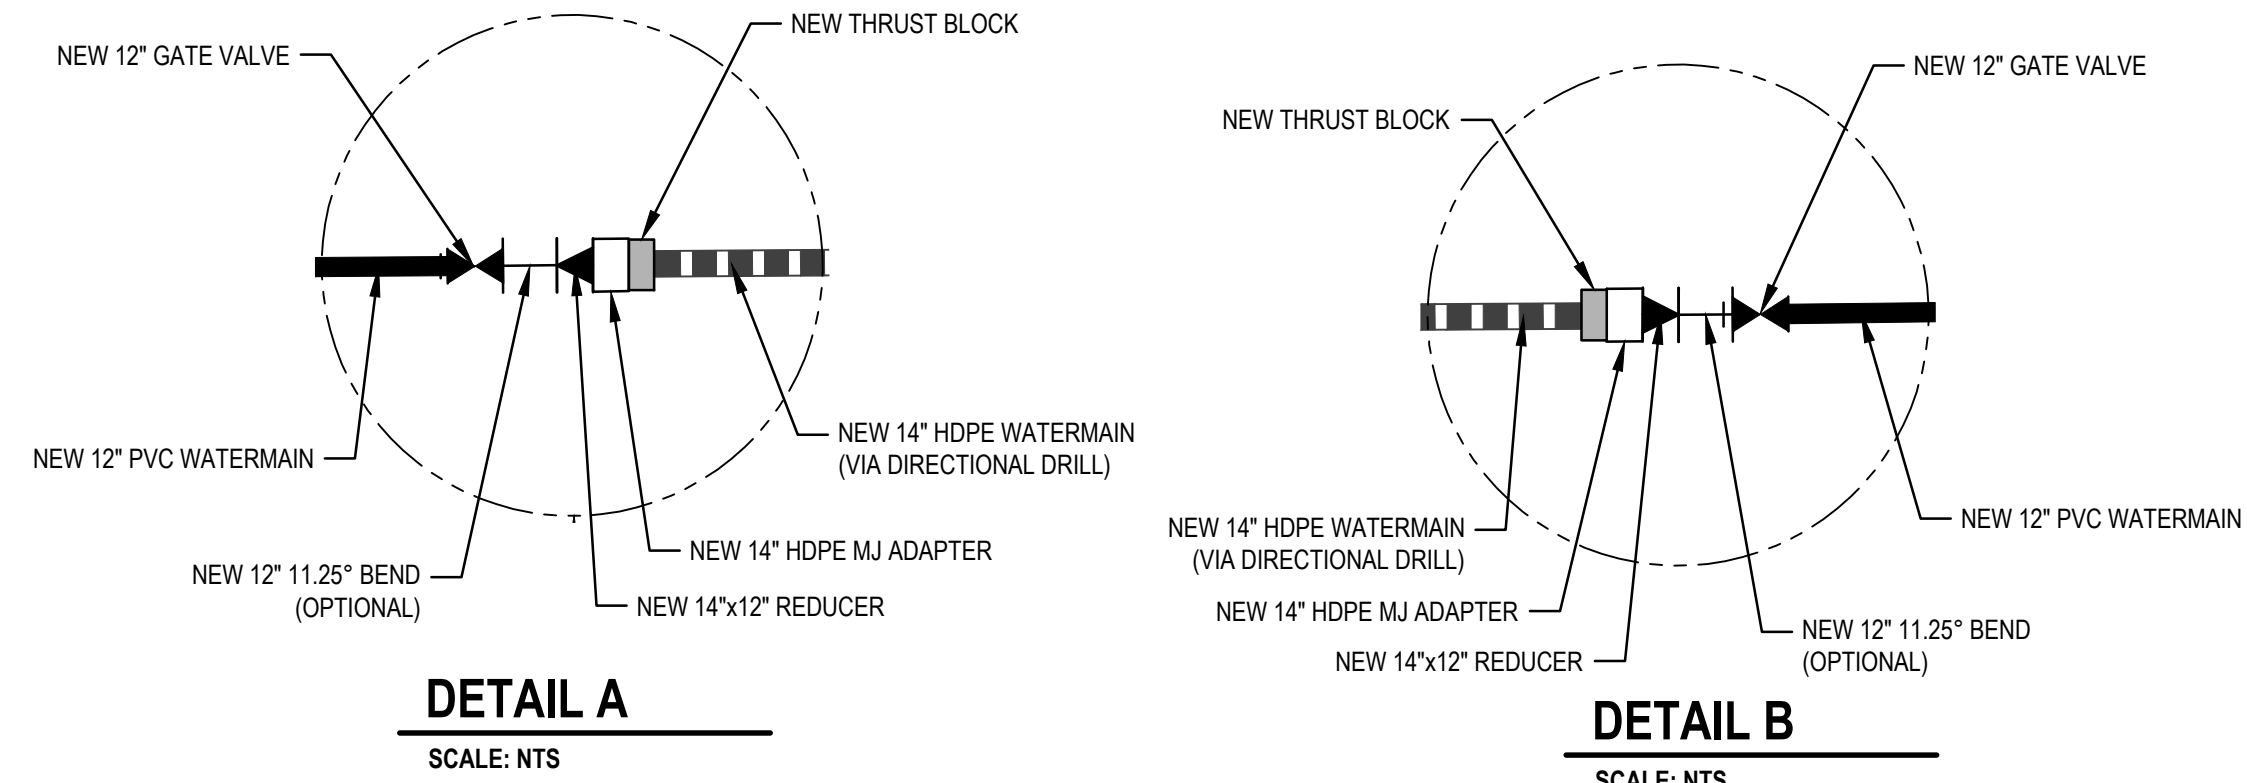 NEW THRUST BLOCK
NEW 12" GATE VALVE
NEW 12" PVC WATERMAIN
NEW 14" HDPE WATERMAIN
(VIA DIRECTIONAL DRILL)
NEW 14" HDPE MJ ADAPTER
NEW 12" 11.25° BEND
(OPTIONAL)
NEW 14"x12" REDUCER
DETAIL A
SCALE: NTS
NEW 12" GATE VALVE
NEW THRUST BLOCK
NEW 14" HDPE WATERMAIN
(VIA DIRECTIONAL DRILL)
NEW 12" PVC WATERMAIN
NEW 14" HDPE MJ ADAPTER
NEW 12" 11.25° BEND
(OPTIONAL)
NEW 14"x12" REDUCER
DETAIL B
SCALE: NTS